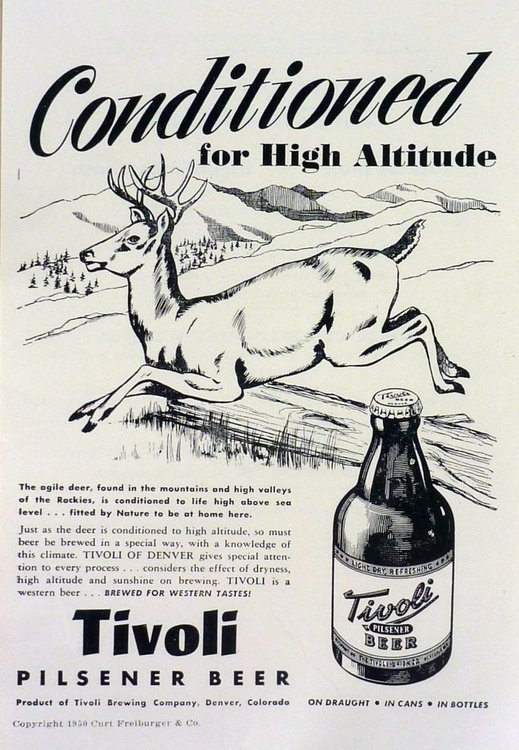 Conditioned
for High Altitude
The agile deer, found in the mountains and high valleys
of the Rockies, is conditioned to life high above sea
level . . . fitted by Nature to be at home here.
Just as the deer is conditioned to high altitude, so must
beer be brewed in a special way, with a knowledge of
this climate. TIVOLI OF DENVER gives special atten-
tion to every process . . . considers the effect of dryness,
high altitude and sunshine on brewing. TIVOLI is a
western beer . . . BREWED FOR WESTERN TASTES!
Tivoli
BEER
LIGHT DRY REFRESHING
Tivoli
PILSENER
BEER
Tivoli
PILSENER BEER
Product of Tivoli Brewing Company, Denver, Colorado
ON DRAUGHT • IN CANS • IN BOTTLES
Copyright 1950 Curt Freiburger & Co.